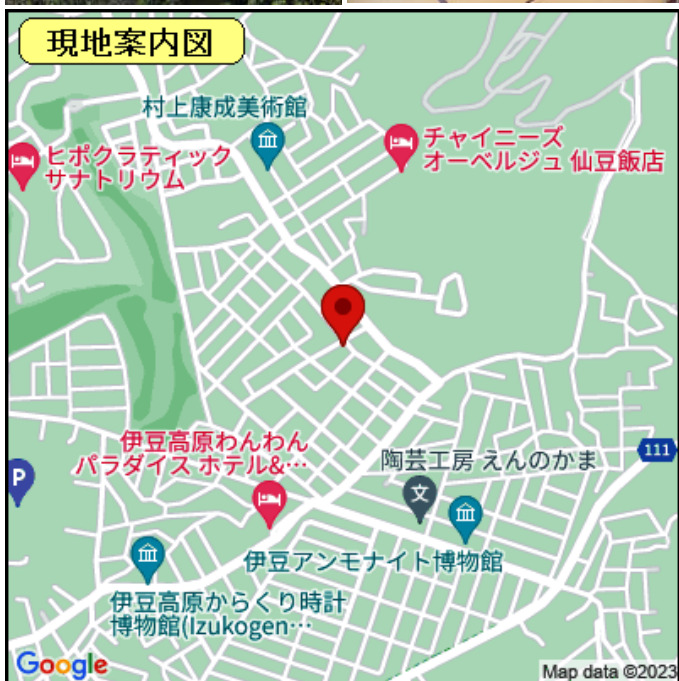 現地案内図
村上康成美術館
チャイニーズ
オーベルジュ 仙豆飯店
ヒポクラティック
サナトリウム
伊豆高原わんわん
パラダイス ホテル&…
陶芸工房 えんのかま
111
P
文
伊豆アンモナイト博物館
伊豆高原からくり時計
博物館(Izukogen…
Google
Map data ©2023